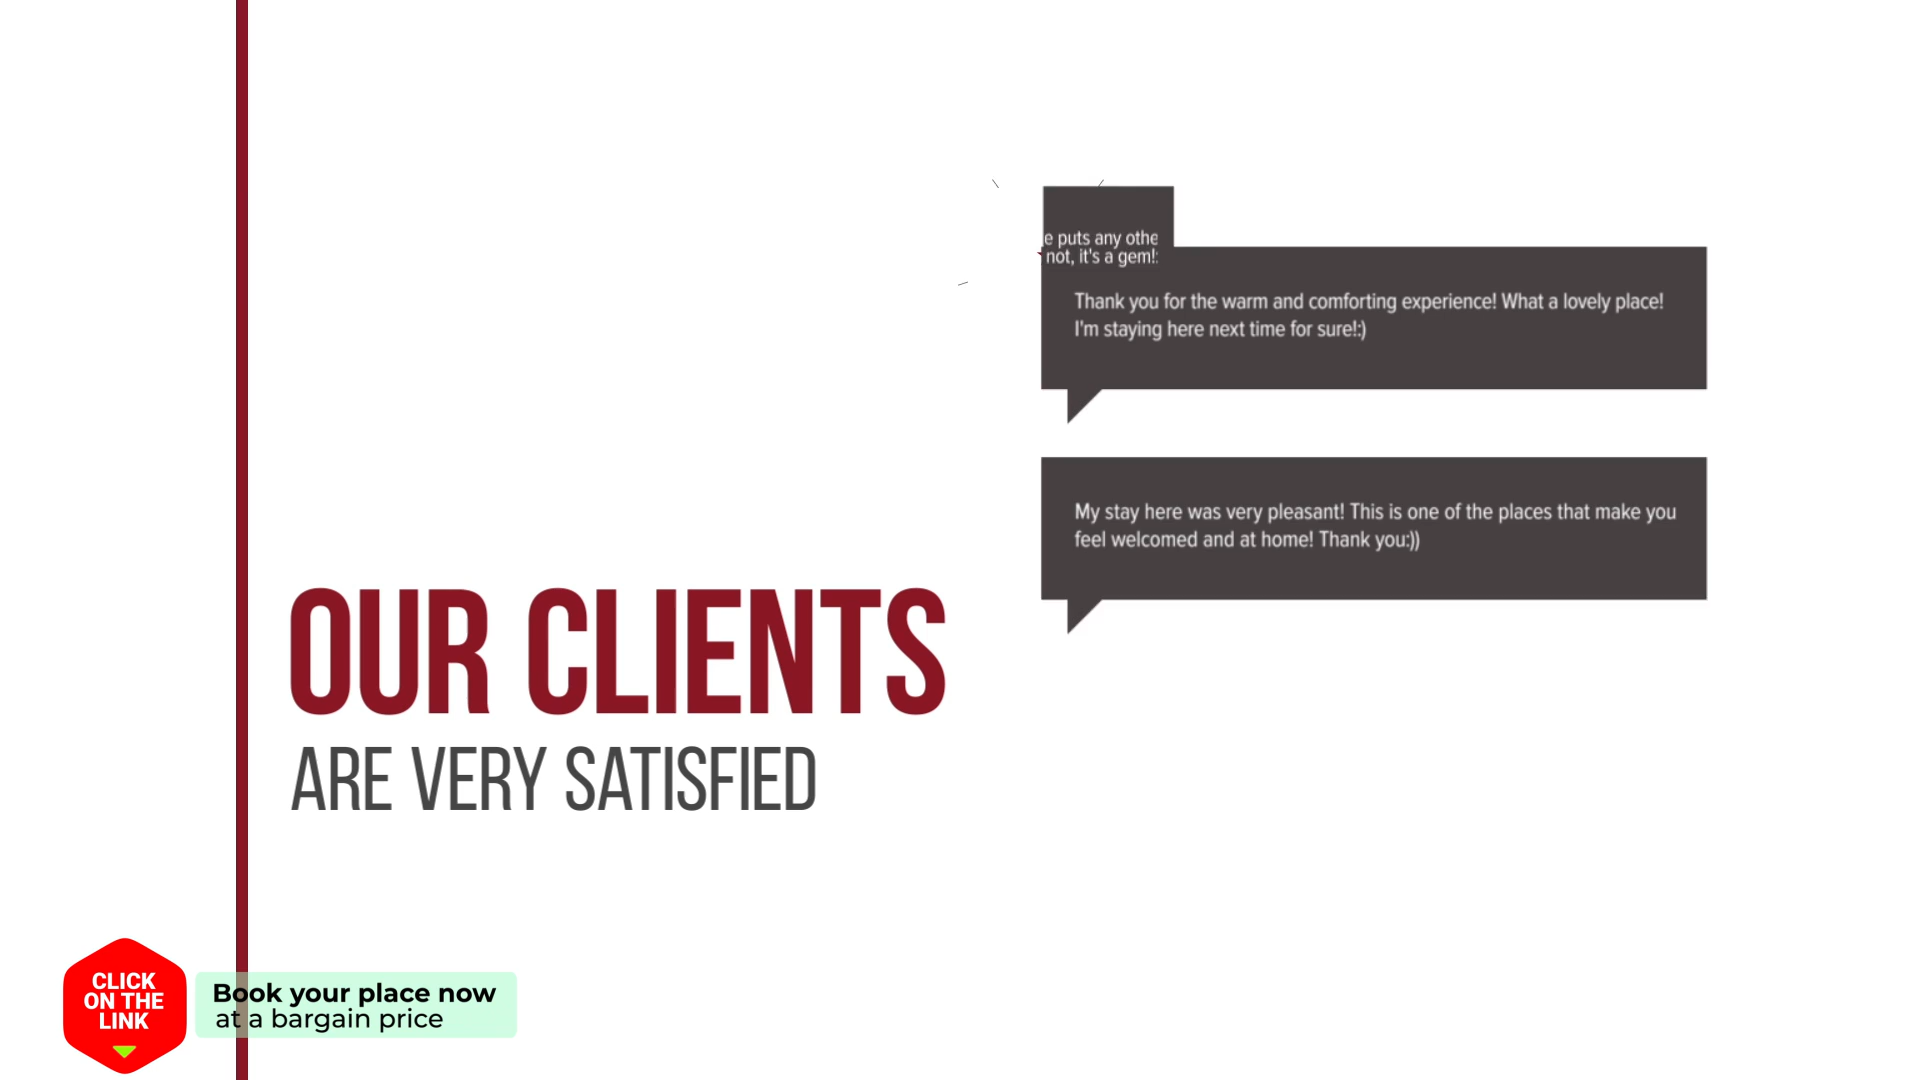 e puts any othe
not, it's a gem!:
Thank you for the warm and comforting experience! What a lovely place!
I'm staying here next time for sure!:)
My stay here was very pleasant! This is one of the places that make you
feel welcomed and at home! Thank you:))
OUR CLIENTS
ARE VERY SATISFIED
CLICK
ON THE
LINK
Book your place now
at a bargain price